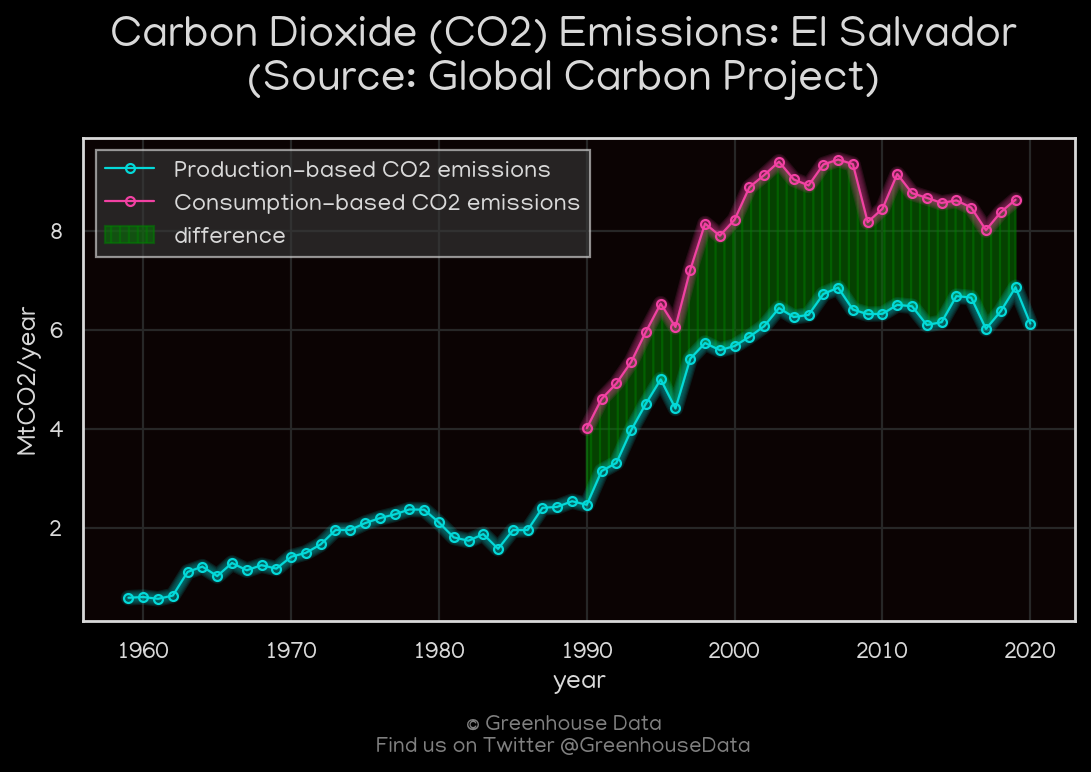 Carbon Dioxide (CO2) Emissions: El Salvador
(Source: Global Carbon Project)
Production-based CO2 emissions
Consumption-based CO2 emissions
difference
MtCO2/year
8
6
4
2
1960 1970 1980 1990 2000 2010 2020
year
© Greenhouse Data
Find us on Twitter @GreenhouseData